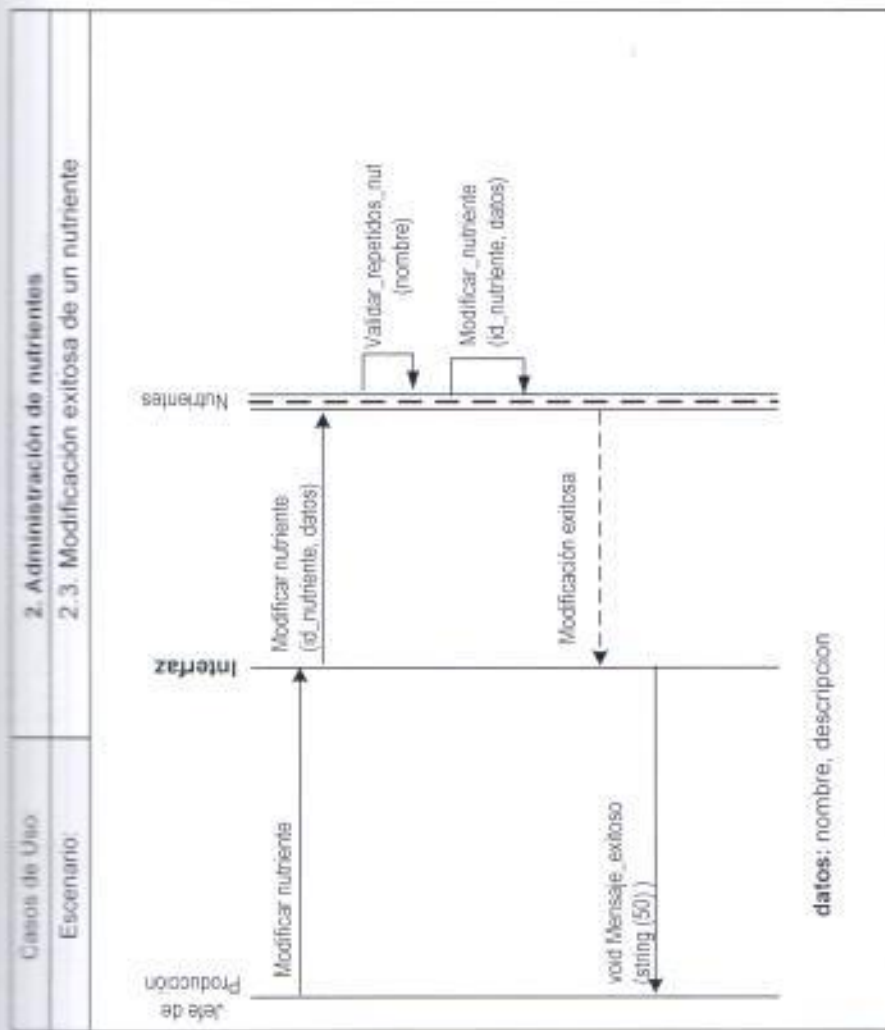 Casos de Uso
2. Administración de nutrientes
Escenario:
2.3. Modificación exitosa de un nutriente
Jefe de
Producción
Interfaz
Nutrientes
Modificar nutriente
Modificar nutriente
(id_nutriente, datos)
Validar_repetidos_nut
(nombre)
Modificar_nutriente
(id_nutriente, datos)
Modificación exitosa
void Mensaje_exitoso
(string (50) )
datos: nombre, descripcion